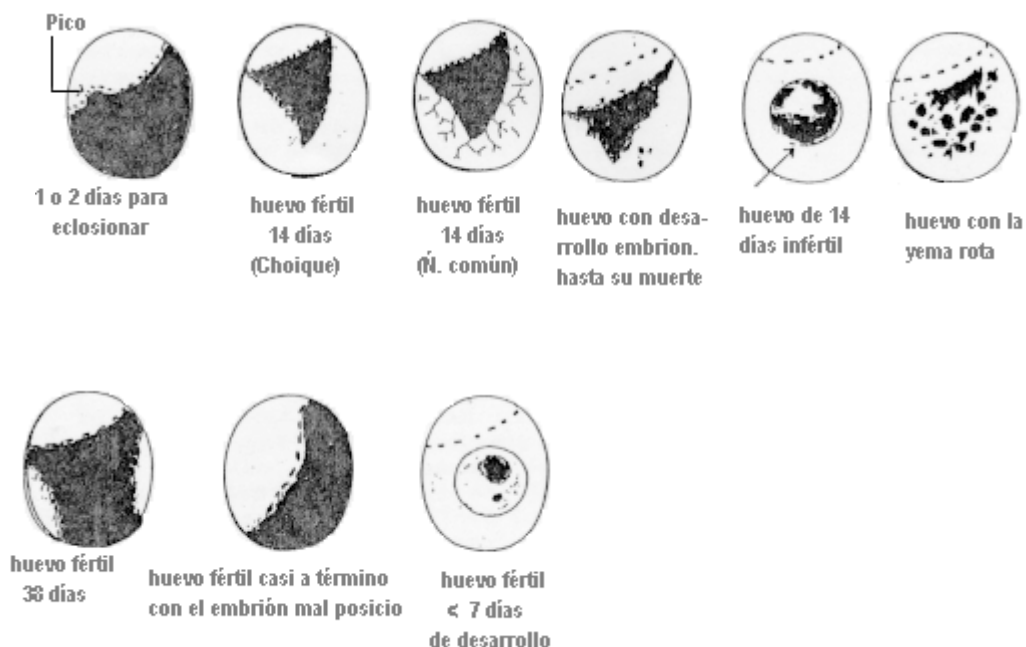 Pico
1 o 2 días para
eclosionar
huevo fértil
14 días
(Choique)
huevo fértil
14 días
(Ñ. común)
huevo con desa-
rrollo embrion.
hasta su muerte
huevo de 14
días infértil
huevo con la
yema rota
huevo fértil
38 días
huevo fértil casi a término
con el embrión mal posicio
huevo fértil
< 7 días
de desarrollo